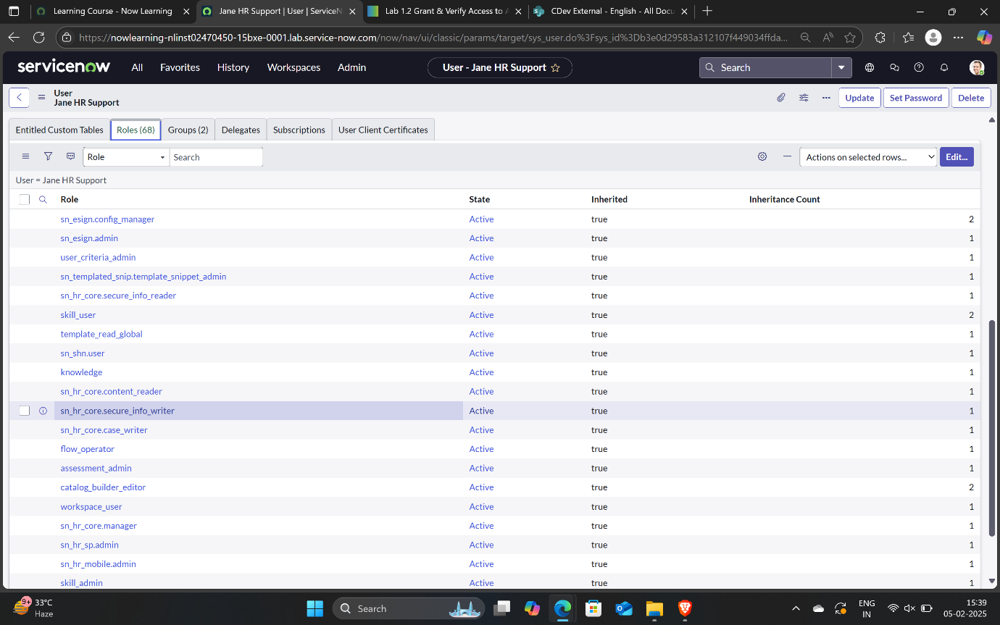 Learning Course - Now Learning
Jane HR Support | User | ServiceN
Lab 1.2 Grant & Verify Access to A
CDev External - English - All Docu
https://nowlearning-nlinst02470450-15bxe-0001.lab.service-now.com/now/nav/ui/classic/params/target/sys_user.do%3Fsys_id%3Db3e0d29583a312107f449034ffda...
servicenow All Favorites History Workspaces Admin User - Jane HR Support Search
User
Jane HR Support
Update Set Password Delete
Entitled Custom Tables Roles (68) Groups (2) Delegates Subscriptions User Client Certificates
Role Search Actions on selected rows... Edit...
User = Jane HR Support
Role State Inherited Inheritance Count
sn_esign.config_manager Active true 2
sn_esign.admin Active true 1
user_criteria_admin Active true 1
sn_templated_snip.template_snippet_admin Active true 1
sn_hr_core.secure_info_reader Active true 1
skill_user Active true 2
template_read_global Active true 1
sn_shn.user Active true 1
knowledge Active true 1
sn_hr_core.content_reader Active true 1
sn_hr_core.secure_info_writer Active true 1
sn_hr_core.case_writer Active true 1
flow_operator Active true 1
assessment_admin Active true 1
catalog_builder_editor Active true 2
workspace_user Active true 1
sn_hr_core.manager Active true 1
sn_hr_sp.admin Active true 1
sn_hr_mobile.admin Active true 1
skill_admin Active true 1
9+ 33°C
Haze
Search
ENG
IN
15:39
05-02-2025